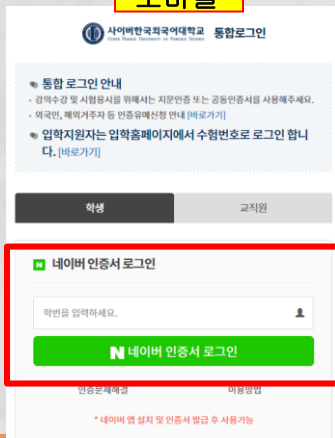 모바일
사이버한국외국어대학교 통합로그인
Cyber Hankuk University of Foreign Studies
통합 로그인 안내
· 강의수강 및 시험응시를 위해서는 지문인증 또는 공동인증서를 사용해주세요.
· 외국인, 해외거주자 등 인증유예신청 안내 [바로가기]
입학지원자는 입학홈페이지에서 수험번호로 로그인 합니
다. [바로가기]
학생 교직원
N 네이버 인증서 로그인
학번을 입력하세요.
N 네이버 인증서 로그인
인증문제해결 이용방법
* 네이버 앱 설치 및 인증서 발급 후 사용가능